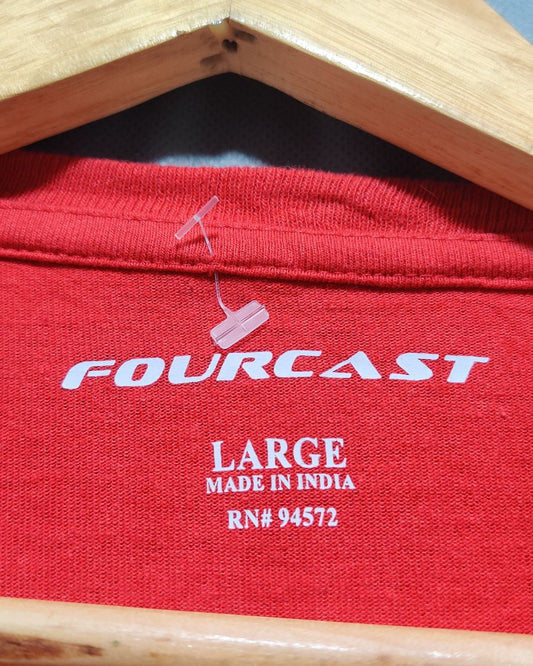 FOURCAST
LARGE
MADE IN INDIA
RN# 94572